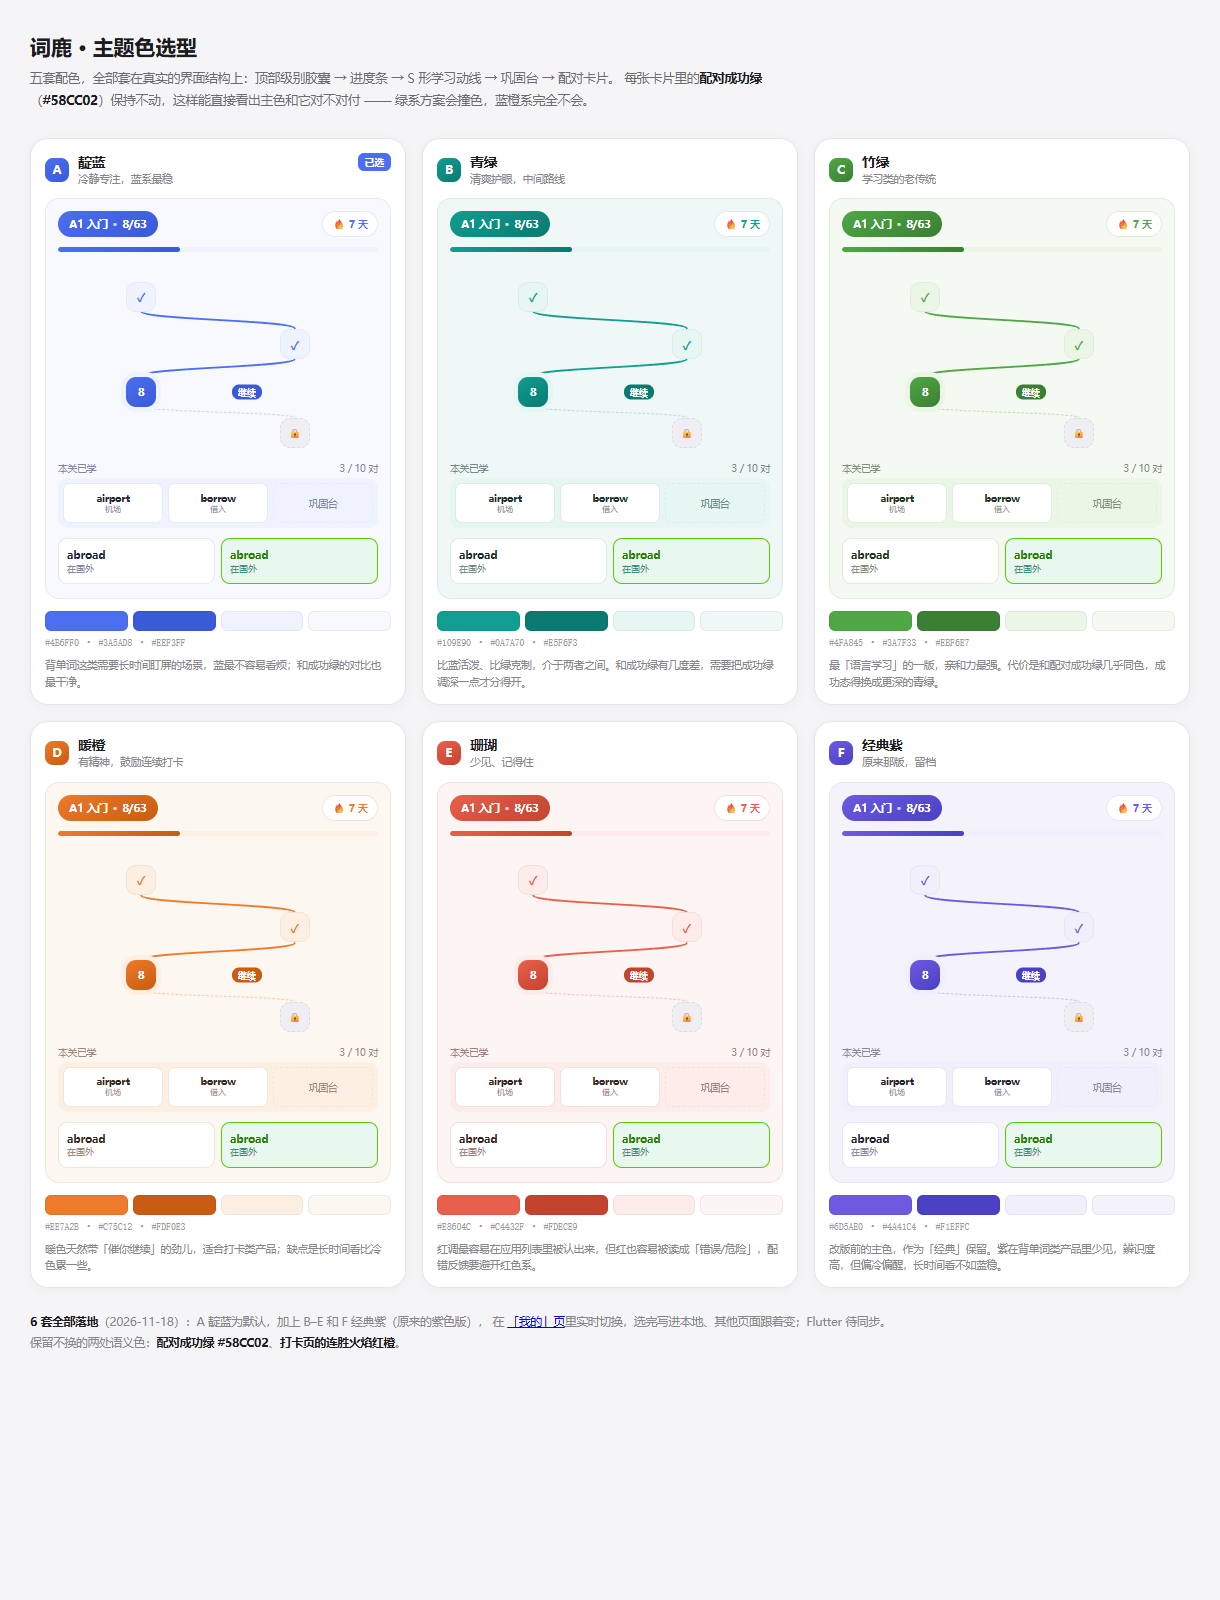 词鹿 · 主题色选型
五套配色，全部套在真实的界面结构上：顶部级别胶囊 → 进度条 → S 形学习动线 → 巩固台 → 配对卡片。 每张卡片里的配对成功绿
（#58CC02）保持不动，这样能直接看出主色和它对不对付 —— 绿系方案会撞色，蓝橙系完全不会。
A 靛蓝 已选
冷静专注，蓝系最稳
A1 入门 · 8/63 🔥 7 天
✓
✓
8 继续
🔒
本关已学 3 / 10 对
airport borrow 巩固台
机场 借入
abroad abroad
在国外 在国外
#4B6FF0 · #3A5AD8 · #EEF3FF
背单词这类需要长时间盯屏的场景，蓝最不容易看烦；和成功绿的对比也
最干净。
B 青绿
清爽护眼，中间路线
A1 入门 · 8/63 🔥 7 天
✓
✓
8 继续
🔒
本关已学 3 / 10 对
airport borrow 巩固台
机场 借入
abroad abroad
在国外 在国外
#109E90 · #0A7A70 · #E5F6F3
比蓝活发、比绿克制，介于两者之间。和成功绿有几度差，需要把成功绿
调深一点才分得开。
C 竹绿
学习类的老传统
A1 入门 · 8/63 🔥 7 天
✓
✓
8 继续
🔒
本关已学 3 / 10 对
airport borrow 巩固台
机场 借入
abroad abroad
在国外 在国外
#4FA845 · #3A7F33 · #EBF6E7
最「语言学习」的一版，亲和力最强。代价是和配对成功绿几乎同色，成
功态得换成更深的青绿。
D 暖橙
有精神，鼓励连续打卡
A1 入门 · 8/63 🔥 7 天
✓
✓
8 继续
🔒
本关已学 3 / 10 对
airport borrow 巩固台
机场 借入
abroad abroad
在国外 在国外
#EE7A2B · #C75C12 · #FDF0E3
暖色天然带「催你继续」的劲儿，适合打卡类产品；缺点是长时间看比冷
色累一些。
E 珊瑚
少见、记得住
A1 入门 · 8/63 🔥 7 天
✓
✓
8 继续
🔒
本关已学 3 / 10 对
airport borrow 巩固台
机场 借入
abroad abroad
在国外 在国外
#E8604C · #C4432F · #FDECE9
红调最容易在应用列表里被认出来，但红也容易被读成「错误/危险」，配
错反馈要避开红色系。
F 经典紫
原来那版，留档
A1 入门 · 8/63 🔥 7 天
✓
✓
8 继续
🔒
本关已学 3 / 10 对
airport borrow 巩固台
机场 借入
abroad abroad
在国外 在国外
#6D5AE0 · #4A41C4 · #F1EFFC
改版前的主色，作为「经典」保留。紫在背单词类产品里少见，辨识度
高，但偏冷偏醒，长时间看不如蓝稳。
6 套全部落地（2026-11-18）：A 靛蓝为默认，加上 B–E 和 F 经典紫（原来的紫色版）， 在 「我的」页里实时切换，选完写进本地、其他页面跟着变；Flutter 待同步。
保留不换的两处语义色：配对成功绿 #58CC02、打卡页的连胜火焰红橙。